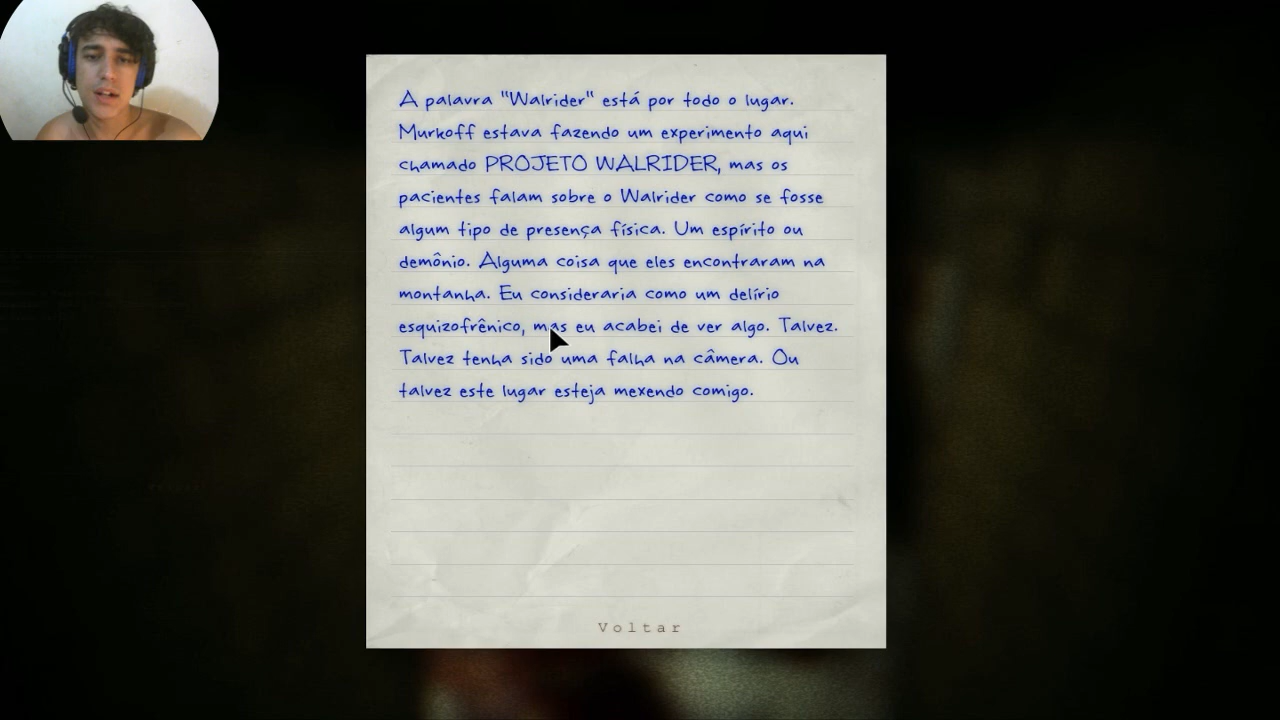 A palavra "Walrider" está por todo o lugar.
Murkoff estava fazendo um experimento aqui
chamado PROJETO WALRIDER, mas os
pacientes falam sobre o Walrider como se fosse
algum tipo de presença física. Um espírito ou
demônio. Alguma coisa que eles encontraram na
montanha. Eu consideraria como um delírio
esquizofrênico, mas eu acabei de ver algo. Talvez.
Talvez tenha sido uma falha na câmera. Ou
talvez este lugar esteja mexendo comigo.
Voltar